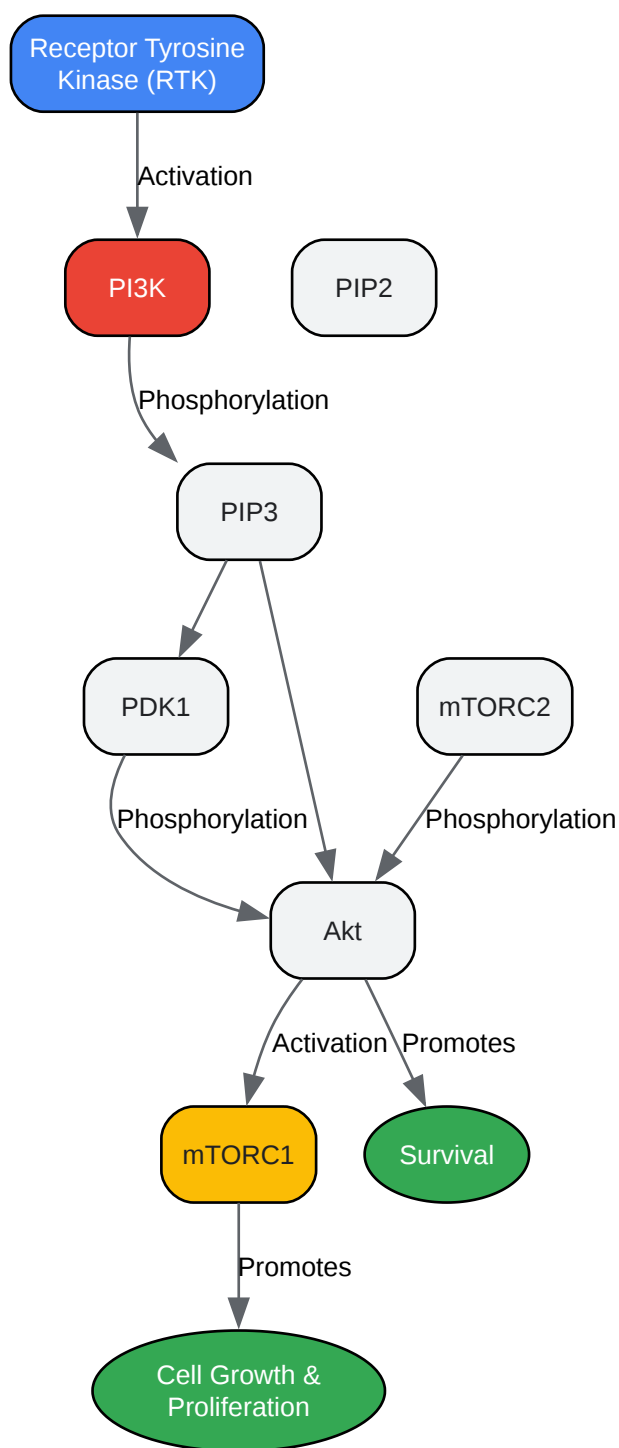 Receptor Tyrosine
Kinase (RTK)
Activation
PI3K
PIP2
Phosphorylation
PIP3
PDK1
mTORC2
Phosphorylation
Phosphorylation
Akt
Activation
Promotes
mTORC1
Survival
Promotes
Cell Growth &
Proliferation